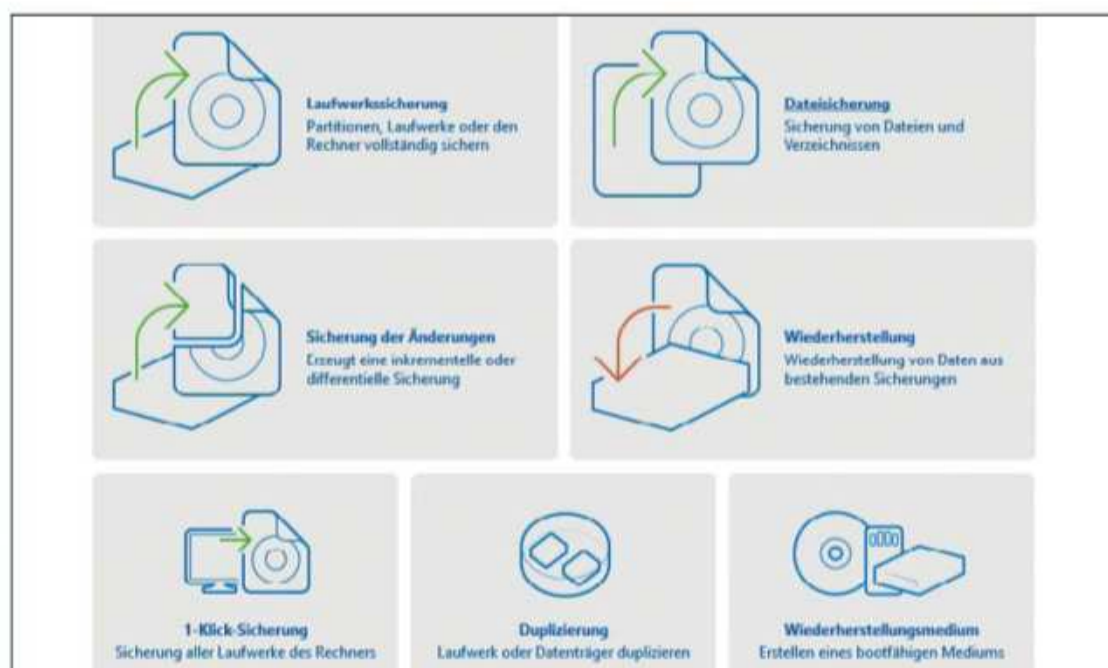 Laufwerkssicherung
Partitionen, Laufwerke oder den
Rechner vollständig sichern
Dateisicherung
Sicherung von Dateien und
Verzeichnissen
Sicherung der Änderungen
Erzeugt eine inkrementelle oder
differentielle Sicherung
Wiederherstellung
Wiederherstellung von Daten aus
bestehenden Sicherungen
1-Klick-Sicherung
Sicherung aller Laufwerke des Rechners
Duplizierung
Laufwerk oder Datenträger duplizieren
Wiederherstellungsmedium
Erstellen eines bootfähigen Mediums